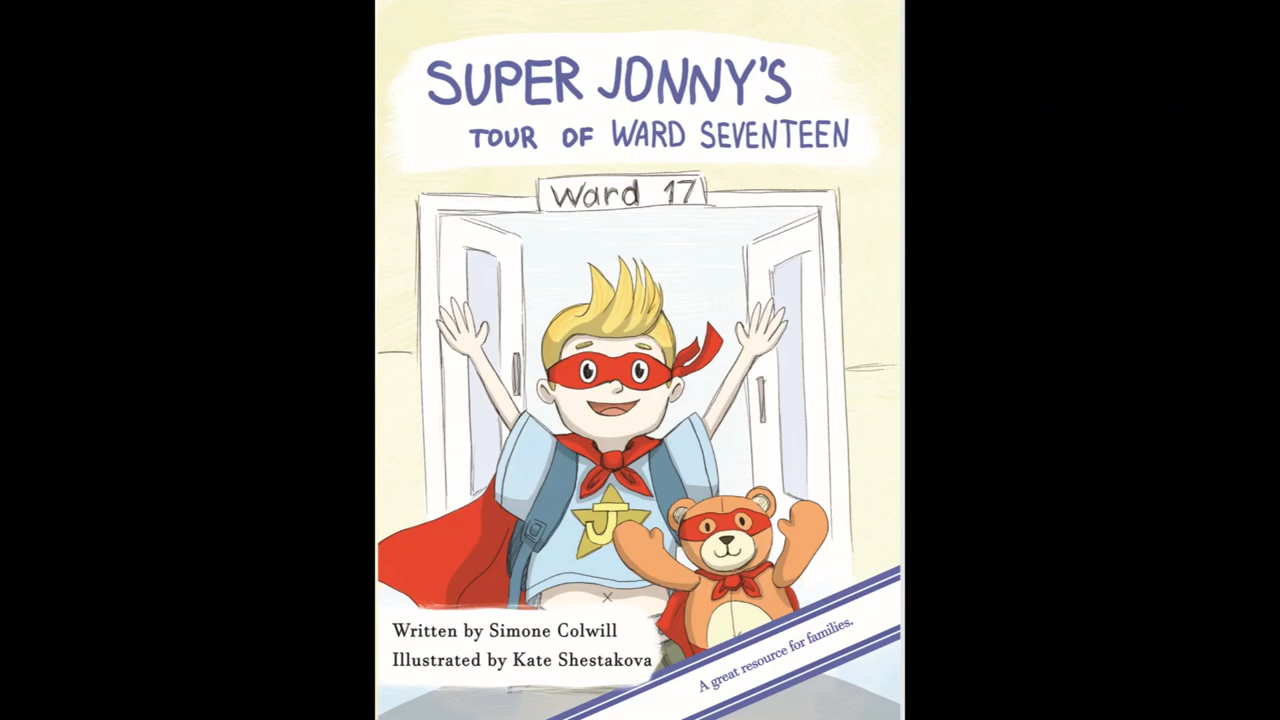 SUPER JONNY'S
TOUR OF WARD SEVENTEEN
Ward 17
J
Written by Simone Colwill
Illustrated by Kate Shestakova
A great resource for families.